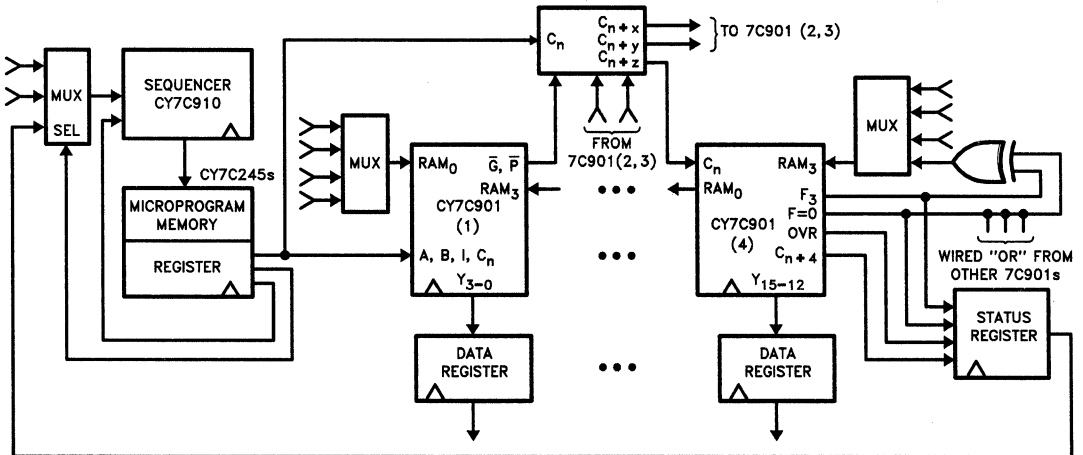 MUX
SEL
SEQUENCER
CY7C910
CY7C245s
MICROPROGRAM
MEMORY
REGISTER
MUX
RAM0
G̅, P̅
RAM3
CY7C901
(1)
A, B, I, Cn
Y3-0
DATA
REGISTER
Cn
Cn+x
Cn+y
Cn+z
TO 7C901 (2,3)
FROM
7C901(2,3)
Cn
RAM0
RAM3
F3
F=0
CY7C901
(4)
OVR
Cn+4
Y15-12
DATA
REGISTER
MUX
WIRED "OR" FROM
OTHER 7C901s
STATUS
REGISTER